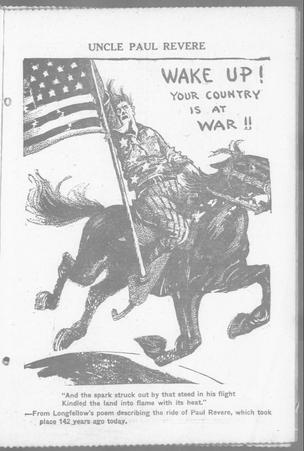 UNCLE PAUL REVERE
WAKE UP!
YOUR COUNTRY
IS AT
WAR!!
"And the spark struck out by that steed in his flight
Kindled the land into flame with its heat."
—From Longfellow's poem describing the ride of Paul Revere, which took
place 142 years ago today.